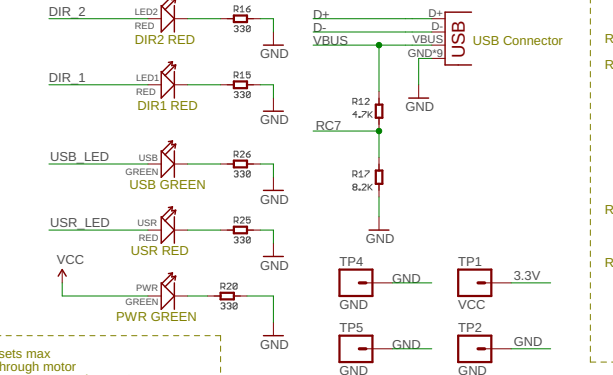 DIR_2
LED2
RED
DIR2 RED
R16
330
GND
DIR_1
LED1
RED
DIR1 RED
R15
330
GND
USB_LED
USB
GREEN
USB GREEN
R26
330
GND
USR_LED
USR
RED
USR RED
R25
330
GND
VCC
PWR
GREEN
PWR GREEN
R20
330
GND
D+
D-
VBUS
D+
D-
VBUS
GND*9
USB
USB Connector
GND
R12
4.7K
RC7
R17
8.2K
GND
TP4
GND
GND
TP1
3.3V
VCC
TP5
GND
GND
TP2
GND
GND
sets max
hrough motor
R
R
R
R